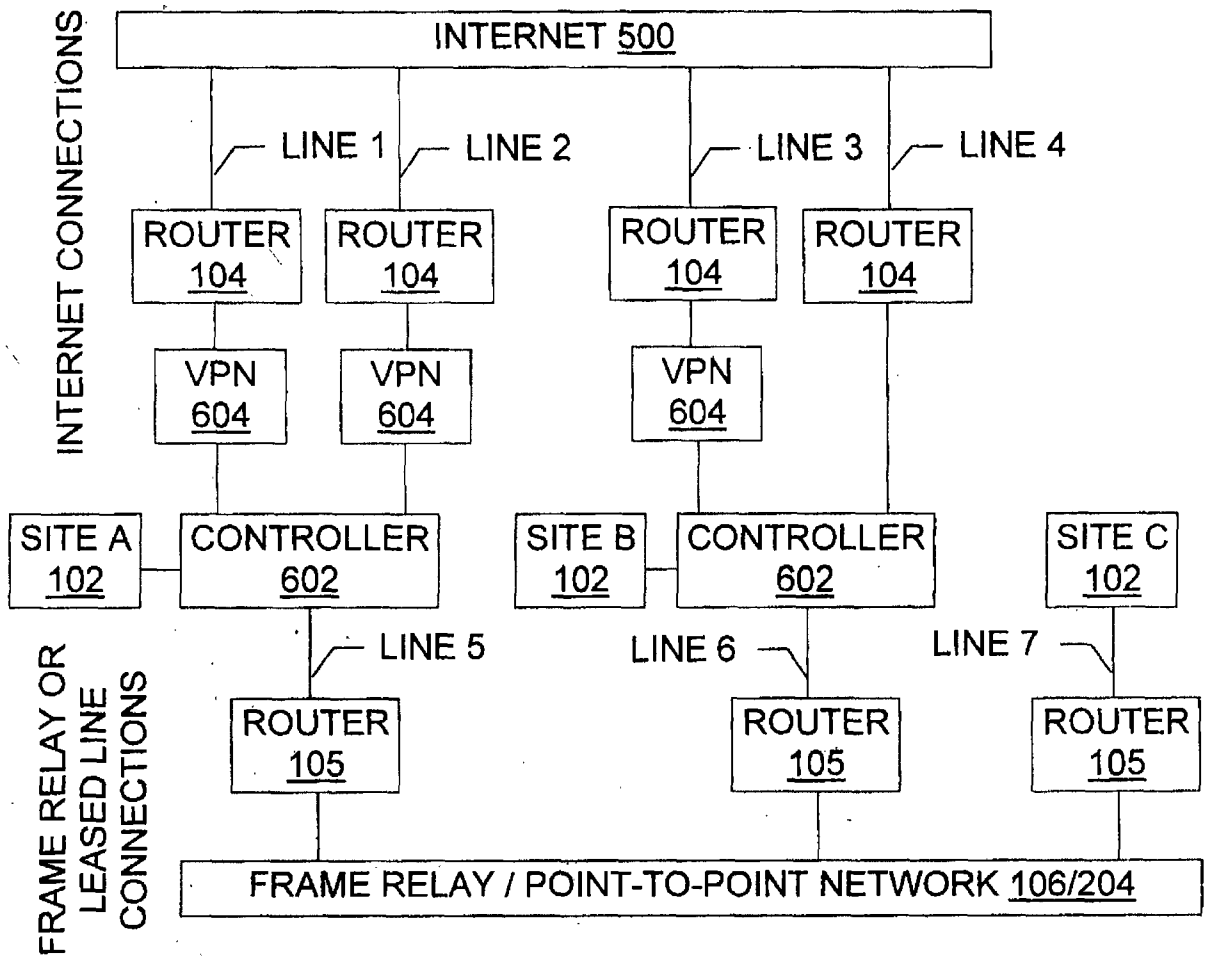 INTERNET CONNECTIONS
INTERNET 500
LINE 1
LINE 2
LINE 3
LINE 4
ROUTER
104
ROUTER
104
ROUTER
104
ROUTER
104
VPN
604
VPN
604
VPN
604
SITE A
102
CONTROLLER
602
SITE B
102
CONTROLLER
602
SITE C
102
FRAME RELAY OR
LEASED LINE
CONNECTIONS
LINE 5
LINE 6
LINE 7
ROUTER
105
ROUTER
105
ROUTER
105
FRAME RELAY / POINT-TO-POINT NETWORK 106/204